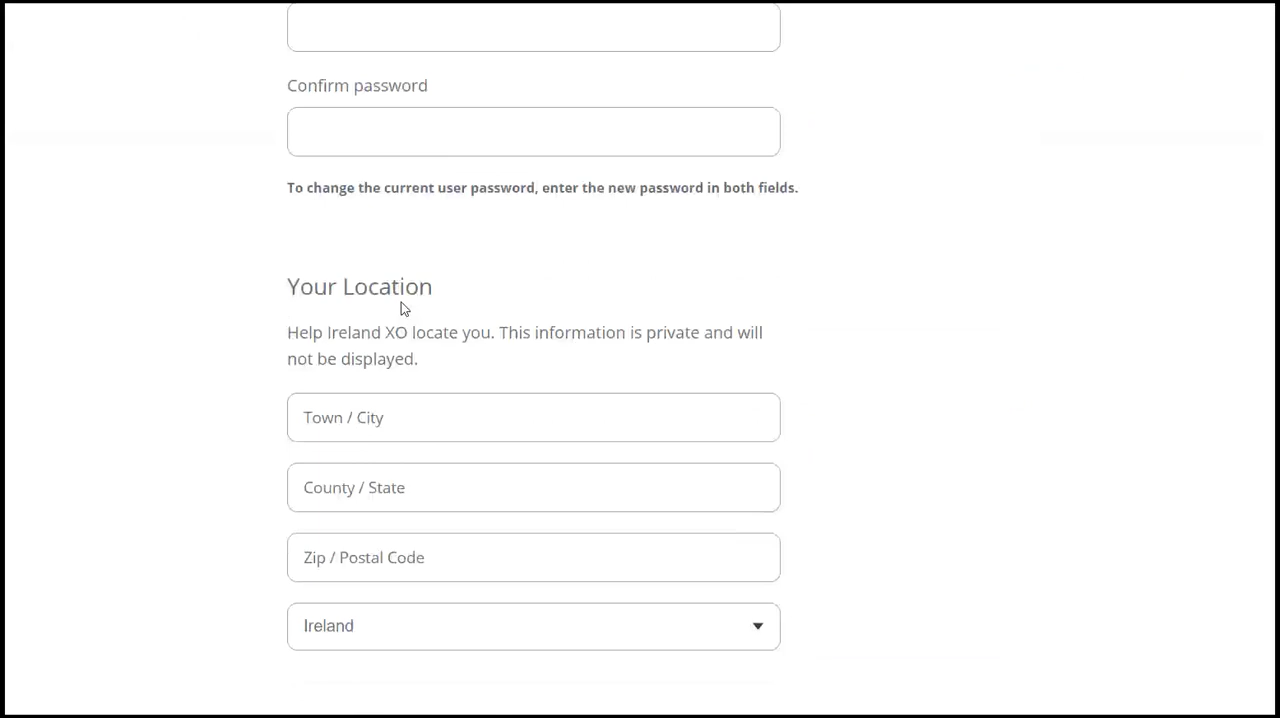 Confirm password
To change the current user password, enter the new password in both fields.
Your Location
Help Ireland XO locate you. This information is private and will
not be displayed.
Town / City
County / State
Zip / Postal Code
Ireland